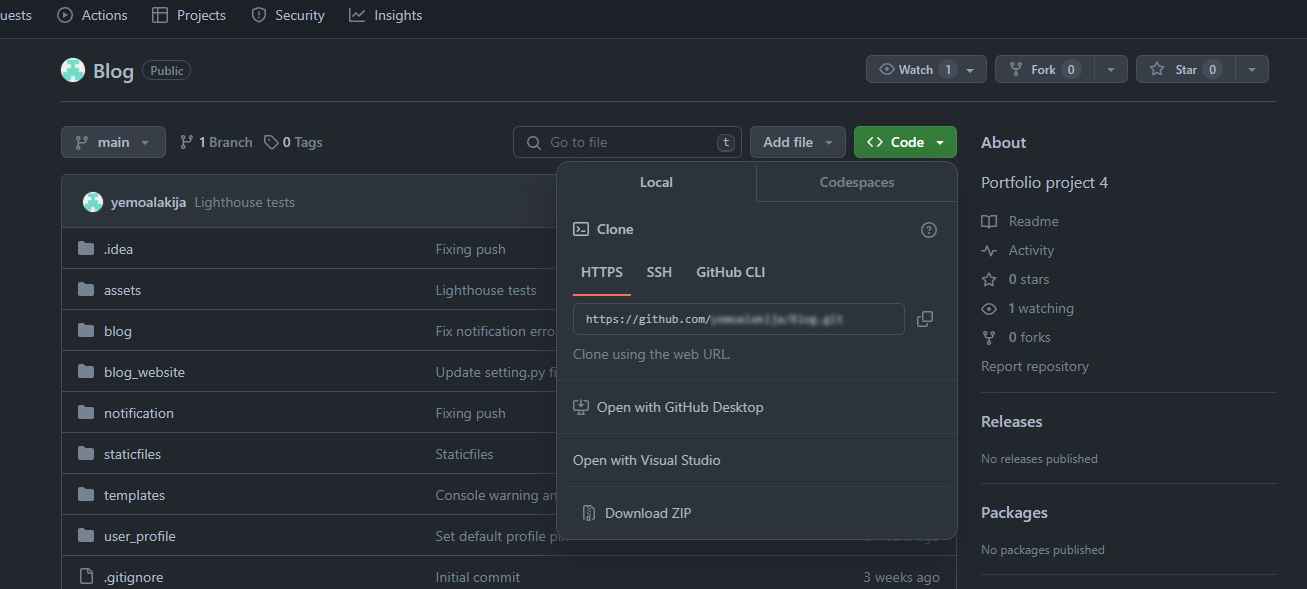 uests Actions Projects Security Insights
Blog Public Watch 1 Fork 0 Star 0
main 1 Branch 0 Tags Go to file t Add file <> Code About
Local Codespaces
Portfolio project 4
yemoalakija Lighthouse tests
Clone ?
Readme
.idea Fixing push
Activity
HTTPS SSH GitHub CLI
0 stars
assets Lighthouse tests
1 watching
https://github.com/
blog Fix notification erro
0 forks
Clone using the web URL.
Report repository
blog_website Update setting.py fi
Open with GitHub Desktop
notification Fixing push
Releases
staticfiles Staticfiles
Open with Visual Studio
No releases published
templates Console warning an
Download ZIP
Packages
user_profile Set default profile pi
No packages published
.gitignore Initial commit 3 weeks ago